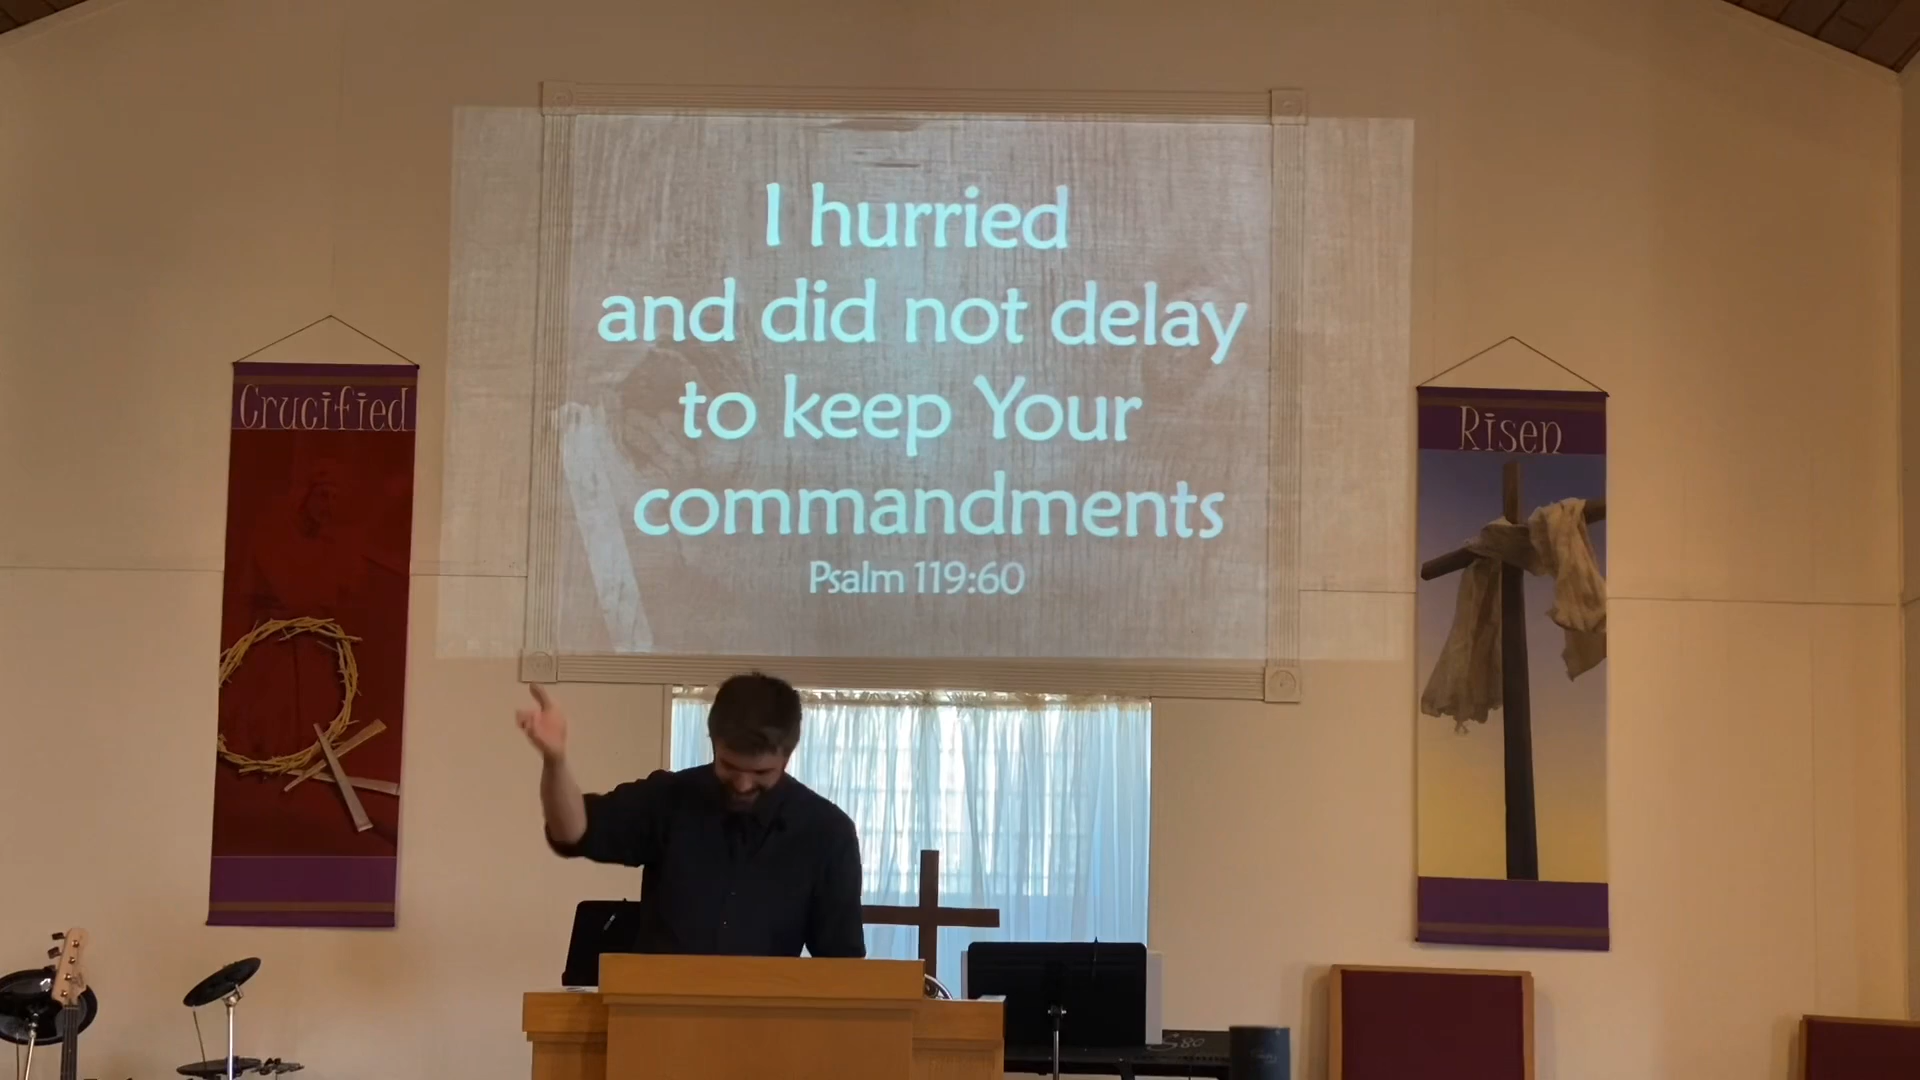 I hurried
and did not delay
to keep Your
commandments
Psalm 119:60
Crucified
Risen